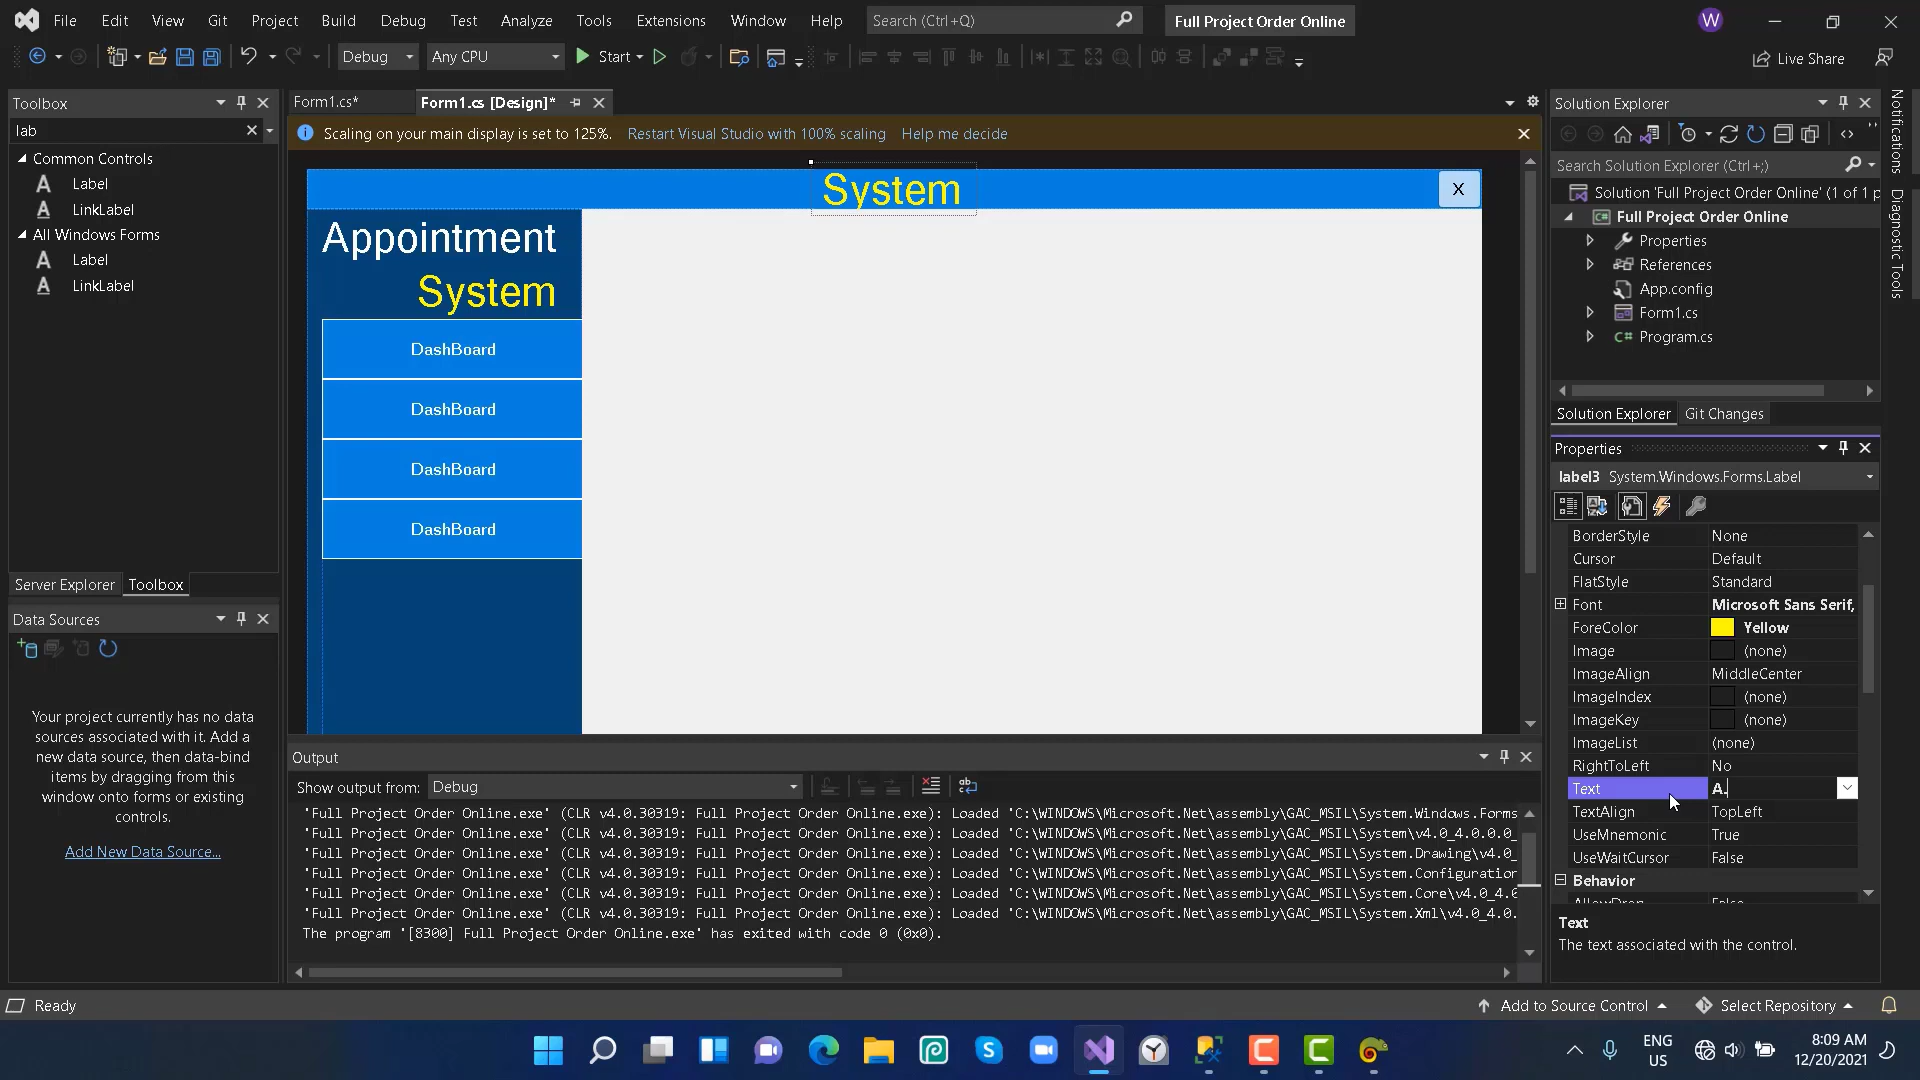 File Edit View Git Project Build Debug Test Analyze Tools Extensions Window Help Search (Ctrl+Q) Full Project Order Online W
Debug Any CPU Start Live Share
Toolbox
lab
Common Controls
Label
LinkLabel
All Windows Forms
Label
LinkLabel
Server Explorer Toolbox
Data Sources
Your project currently has no data
sources associated with it. Add a
new data source, then data-bind
items by dragging from this
window onto forms or existing
controls.
Add New Data Source...
Form1.cs* Form1.cs [Design]*
Scaling on your main display is set to 125%. Restart Visual Studio with 100% scaling Help me decide
System X
Appointment
System
DashBoard
DashBoard
DashBoard
DashBoard
Output
Show output from: Debug
'Full Project Order Online.exe' (CLR v4.0.30319: Full Project Order Online.exe): Loaded 'C:\WINDOWS\Microsoft.Net\assembly\GAC_MSIL\System.Windows.Forms
'Full Project Order Online.exe' (CLR v4.0.30319: Full Project Order Online.exe): Loaded 'C:\WINDOWS\Microsoft.Net\assembly\GAC_MSIL\System\v4.0_4.0.0.0_
'Full Project Order Online.exe' (CLR v4.0.30319: Full Project Order Online.exe): Loaded 'C:\WINDOWS\Microsoft.Net\assembly\GAC_MSIL\System.Drawing\v4.0_
'Full Project Order Online.exe' (CLR v4.0.30319: Full Project Order Online.exe): Loaded 'C:\WINDOWS\Microsoft.Net\assembly\GAC_MSIL\System.Configuration
'Full Project Order Online.exe' (CLR v4.0.30319: Full Project Order Online.exe): Loaded 'C:\WINDOWS\Microsoft.Net\assembly\GAC_MSIL\System.Core\v4.0_4.0
'Full Project Order Online.exe' (CLR v4.0.30319: Full Project Order Online.exe): Loaded 'C:\WINDOWS\Microsoft.Net\assembly\GAC_MSIL\System.Xml\v4.0_4.0.
The program '[8300] Full Project Order Online.exe' has exited with code 0 (0x0).
Solution Explorer
Search Solution Explorer (Ctrl+;)
Solution 'Full Project Order Online' (1 of 1 p
Full Project Order Online
Properties
References
App.config
Form1.cs
C# Program.cs
Solution Explorer Git Changes
Properties
label3 System.Windows.Forms.Label
BorderStyle None
Cursor Default
FlatStyle Standard
Font Microsoft Sans Serif,
ForeColor Yellow
Image (none)
ImageAlign MiddleCenter
ImageIndex (none)
ImageKey (none)
ImageList (none)
RightToLeft No
Text A.
TextAlign TopLeft
UseMnemonic True
UseWaitCursor False
Behavior
Text
The text associated with the control.
Notifications
Diagnostic Tools
Ready Add to Source Control Select Repository
ENG
US
8:09 AM
12/20/2021